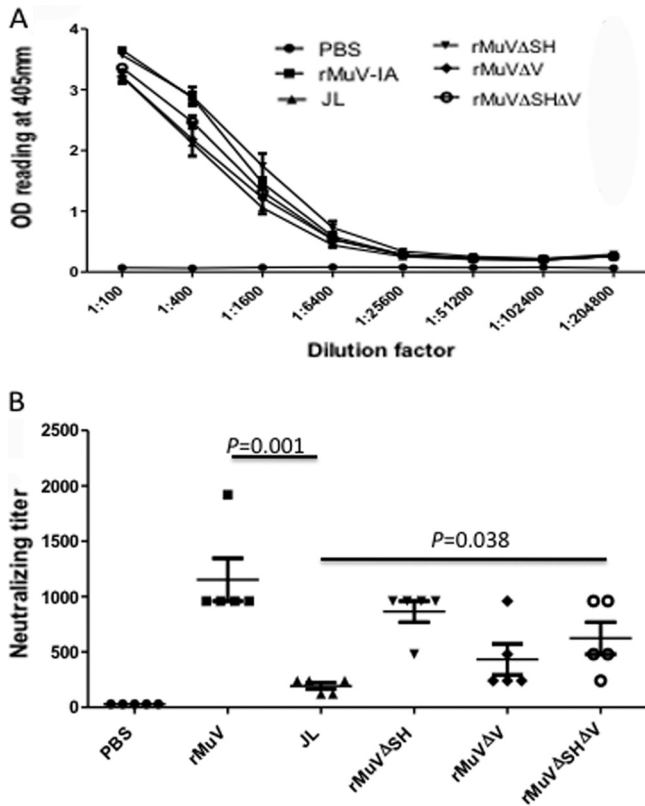 A
OD reading at 405mm
4
3
2
1
0
PBS
rMuV-IA
JL
rMuVΔSH
rMuVΔV
rMuVΔSHΔV
1:100
1:400
1:1600
1:6400
1:25600
1:51200
1:102400
1:204800
Dilution factor
B
Neutralizing titer
2500
2000
1500
1000
500
0
P=0.001
P=0.038
PBS
rMuV
JL
rMuVΔSH
rMuVΔV
rMuVΔSHΔV